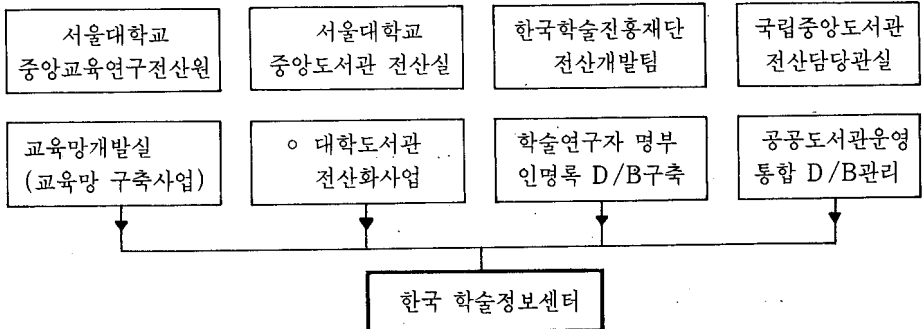 서울대학교
중앙교육연구전산원
서울대학교
중앙도서관 전산실
한국학술진흥재단
전산개발팀
국립중앙도서관
전산담당관실
교육망개발실
(교육망 구축사업)
○ 대학도서관
전산화사업
학술연구자 명부
인명록 D/B구축
공공도서관운영
통합 D/B관리
한국 학술정보센터